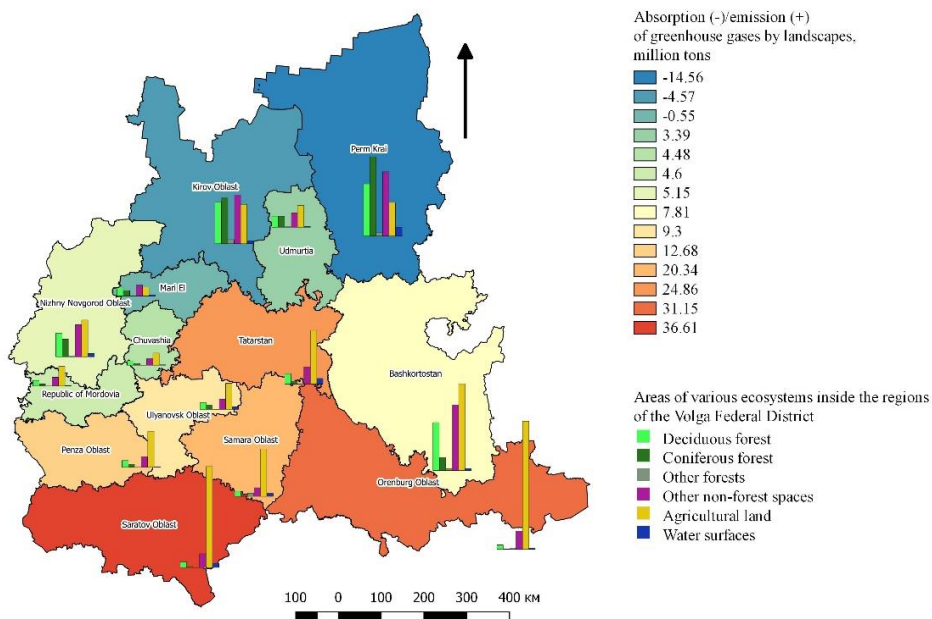 Absorption (-)/emission (+)
of greenhouse gases by landscapes,
million tons
-14.56
-4.57
-0.55
3.39
4.48
4.6
5.15
7.81
9.3
12.68
20.34
24.86
31.15
36.61
Perm Krai
Kirov Oblast
Udmurtia
Mari El
Nizhny Novgorod Oblast
Chuvashia
Tatarstan
Bashkortostan
Republic of Mordovia
Ulyanovsk Oblast
Penza Oblast
Samara Oblast
Orenburg Oblast
Saratov Oblast
Areas of various ecosystems inside the regions
of the Volga Federal District
Deciduous forest
Coniferous forest
Other forests
Other non-forest spaces
Agricultural land
Water surfaces
100 0 100 200 300 400 км